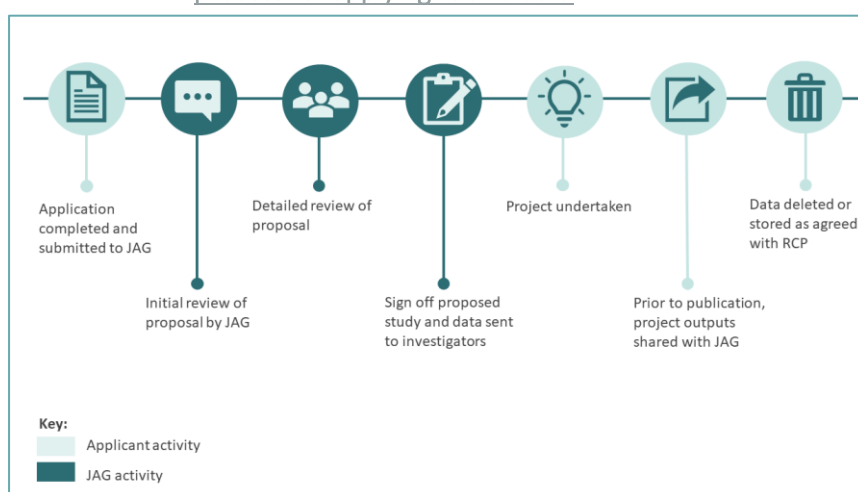 Application
completed and
submitted to JAG
Initial review of
proposal by JAG
Detailed review of
proposal
Sign off proposed
study and data sent
to investigators
Project undertaken
Prior to publication,
project outputs
shared with JAG
Data deleted or
stored as agreed
with RCP
Key:
Applicant activity
JAG activity